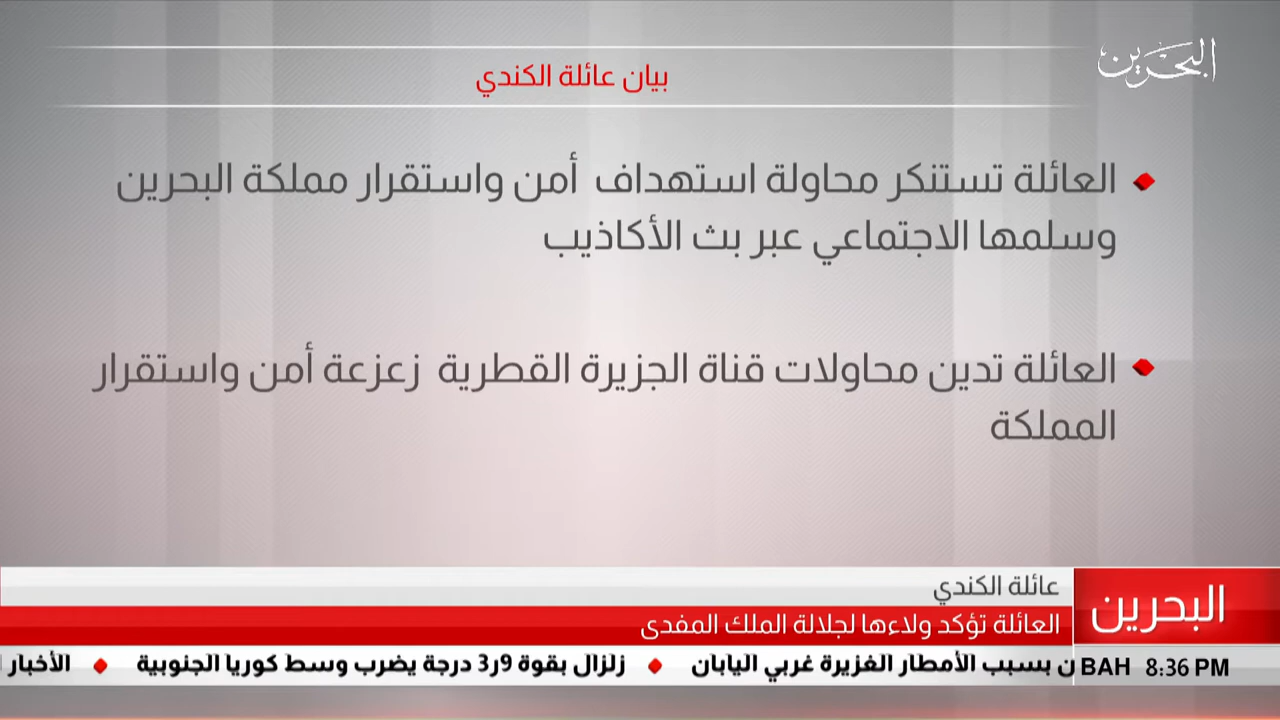 البحرين
بيان عائلة الكندي
العائلة تستنكر محاولة استهداف أمن واستقرار مملكة البحرين
وسلمها الاجتماعي عبر بث الأكاذيب
العائلة تدين محاولات قناة الجزيرة القطرية زعزعة أمن واستقرار
المملكة
البحرين
عائلة الكندي
العائلة تؤكد ولاءها لجلالة الملك المفدى
BAH 8:36 PM
ن بسبب الأمطار الغزيرة غربي اليابان ♦ زلزال بقوة 3ر9 درجة يضرب وسط كوريا الجنوبية ♦ الأخبار